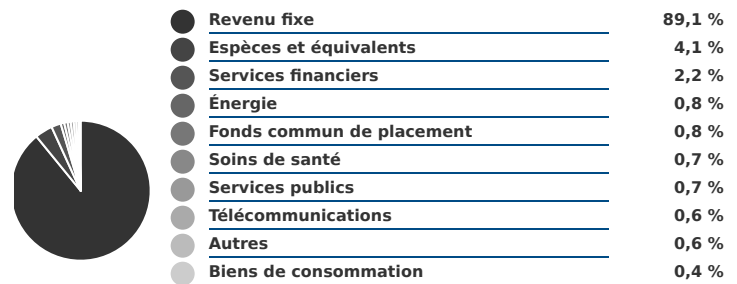 Revenu fixe 89,1 %
Espèces et équivalents 4,1 %
Services financiers 2,2 %
Énergie 0,8 %
Fonds commun de placement 0,8 %
Soins de santé 0,7 %
Services publics 0,7 %
Télécommunications 0,6 %
Autres 0,6 %
Biens de consommation 0,4 %